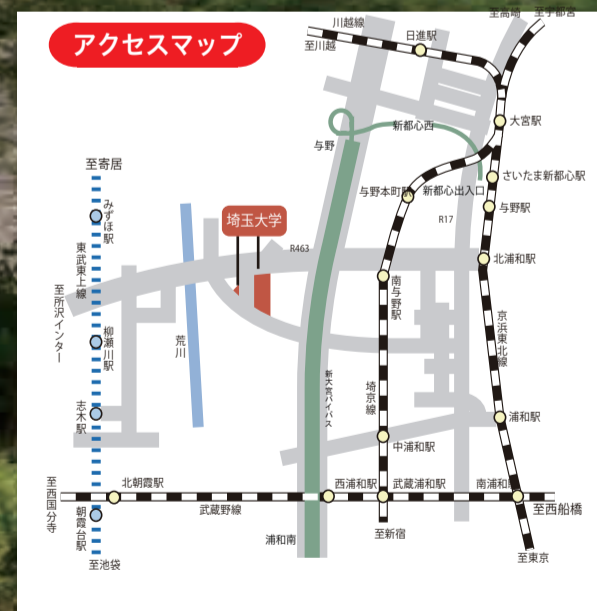 アクセスマップ
川越線
至川越
日進駅
至高崎
至宇都宮
大宮駅
与野
新都心西
さいたま新都心駅
与野本町駅
新都心出入口
与野駅
R17
至寄居
みずほ駅
東武東上線
埼玉大学
R463
北浦和駅
至所沢インター
南与野駅
荒川
京浜東北線
柳瀬川駅
新大宮バイパス
埼京線
志木駅
浦和駅
中浦和駅
至西国分寺
北朝霞駅
西浦和駅
武蔵浦和駅
南浦和駅
武蔵野線
至西船橋
朝霞台駅
浦和南
至新宿
至東京
至池袋